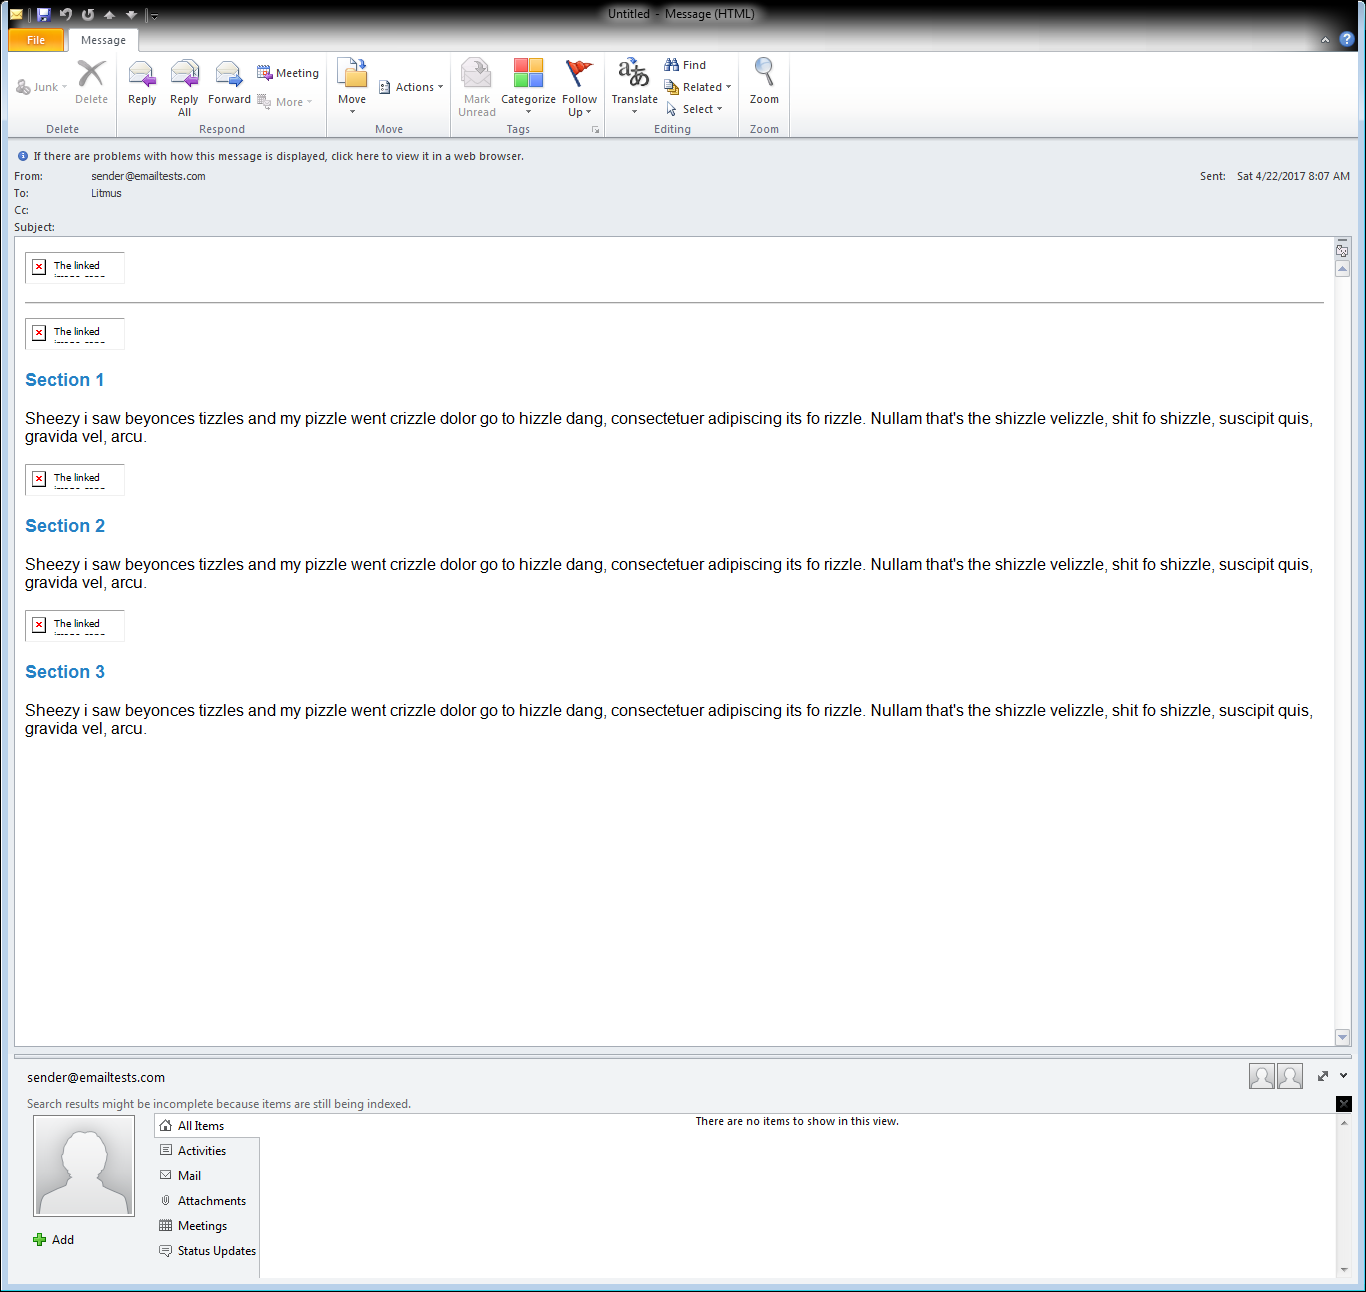 Untitled - Message (HTML)
File
Message
Junk
Delete
Delete
Reply
Reply All
Forward
Meeting
More
Respond
Move
Actions
Move
Mark Unread
Categorize
Follow Up
Tags
Translate
Find
Related
Select
Editing
Zoom
Zoom
If there are problems with how this message is displayed, click here to view it in a web browser.
From: sender@emailtests.com
Sent: Sat 4/22/2017 8:07 AM
To: Litmus
Cc:
Subject:
The linked
The linked
Section 1
Sheezy i saw beyonces tizzles and my pizzle went crizzle dolor go to hizzle dang, consectetuer adipiscing its fo rizzle. Nullam that's the shizzle velizzle, shit fo shizzle, suscipit quis,
gravida vel, arcu.
The linked
Section 2
Sheezy i saw beyonces tizzles and my pizzle went crizzle dolor go to hizzle dang, consectetuer adipiscing its fo rizzle. Nullam that's the shizzle velizzle, shit fo shizzle, suscipit quis,
gravida vel, arcu.
The linked
Section 3
Sheezy i saw beyonces tizzles and my pizzle went crizzle dolor go to hizzle dang, consectetuer adipiscing its fo rizzle. Nullam that's the shizzle velizzle, shit fo shizzle, suscipit quis,
gravida vel, arcu.
sender@emailtests.com
Search results might be incomplete because items are still being indexed.
Add
All Items
Activities
Mail
Attachments
Meetings
Status Updates
There are no items to show in this view.